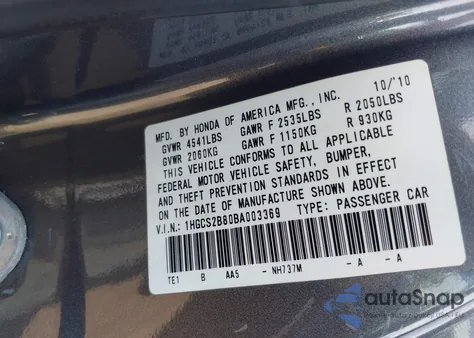 MFD. BY HONDA OF AMERICA MFG., INC. 10/'10
GVWR 4541LBS GAWR F 2535LBS R 2050LBS
GVWR 2060KG GAWR F 1150KG R 930KG
THIS VEHICLE CONFORMS TO ALL APPLICABLE
FEDERAL MOTOR VEHICLE SAFETY, BUMPER,
AND THEFT PREVENTION STANDARDS IN EFFECT
ON THE DATE OF MANUFACTURE SHOWN ABOVE.
V.I.N.: 1HGCS2B80BA003369 TYPE: PASSENGER CAR
TE1 B AA5 - NH737M -A -A
autaSnap